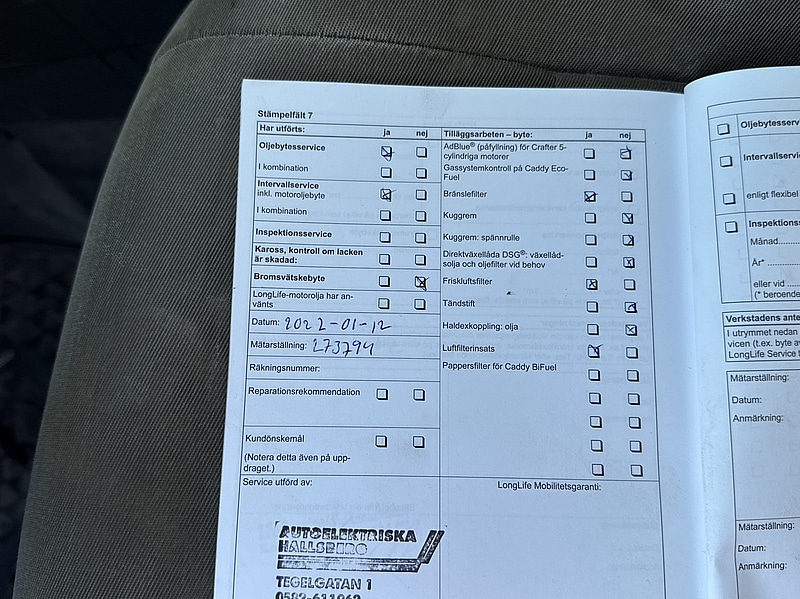 Stämpelfält 7
Har utförts: ja nej
Oljebytesservice
I kombination
Intervallservice
inkl. motoroljebyte
I kombination
Inspektionsservice
Kaross, kontroll om lacken
är skadad:
Bromsvätskebyte
LongLife-motorolja har an-
vänts
Datum: 2022-01-12
Mätarställning: 273794
Räkningsnummer:
Reparationsrekommendation
Kundönskemål
(Notera detta även på upp-
draget.)
Service utförd av:
AUTOELEKTRISKA
HALLSBERG
TEGELGATAN 1
0582-611968
Tilläggsarbeten – byte: ja nej
AdBlue® (påfyllning) för Crafter 5-
cylindriga motorer
Gassystemkontroll på Caddy Eco-
Fuel
Bränslefilter
Kuggrem
Kuggrem: spännrulle
Direktväxellåda DSG®: växellåd-
solja och oljefilter vid behov
Friskluftsfilter
Tändstift
Haldexkoppling: olja
Luftfilterinsats
Pappersfilter för Caddy BiFuel
LongLife Mobilitetsgaranti:
Oljebytesserv
Intervallservic
enligt flexibel
Inspektions
Månad
År*
eller vid
(* beroende
Verkstadens ante
I utrymmet nedan
vicen (t.ex. byte av
LongLife Service t
Mätarställning:
Datum:
Anmärkning:
Mätarställning:
Datum:
Anmärkning: